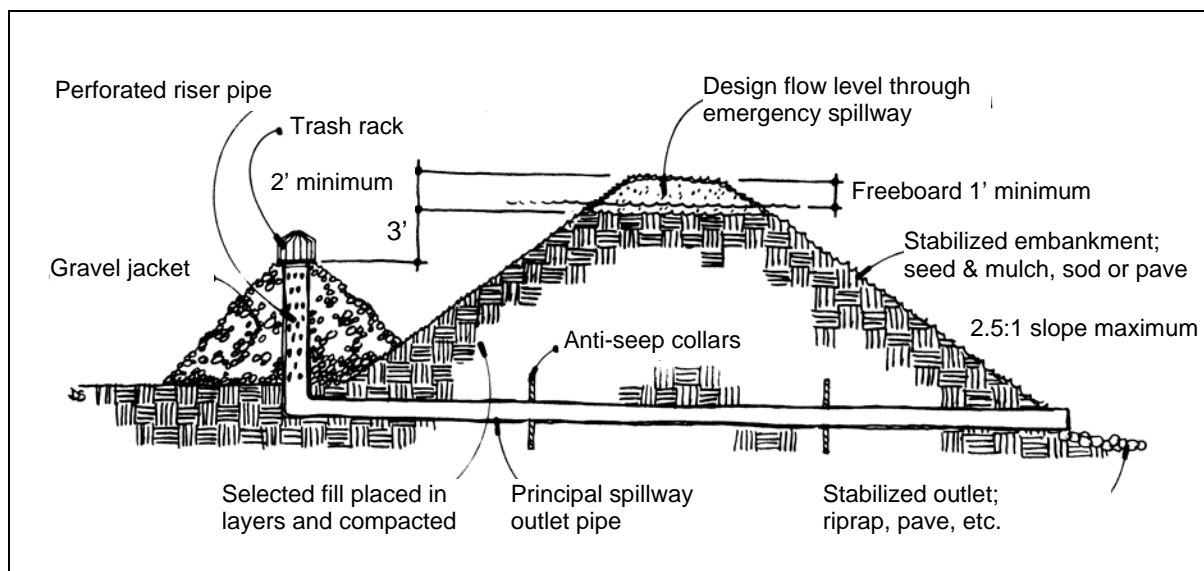 Perforated riser pipe
Trash rack
2’ minimum
3’
Gravel jacket
Design flow level through
emergency spillway
Freeboard 1’ minimum
Stabilized embankment;
seed & mulch, sod or pave
2.5:1 slope maximum
Anti-seep collars
Selected fill placed in
layers and compacted
Principal spillway
outlet pipe
Stabilized outlet;
riprap, pave, etc.